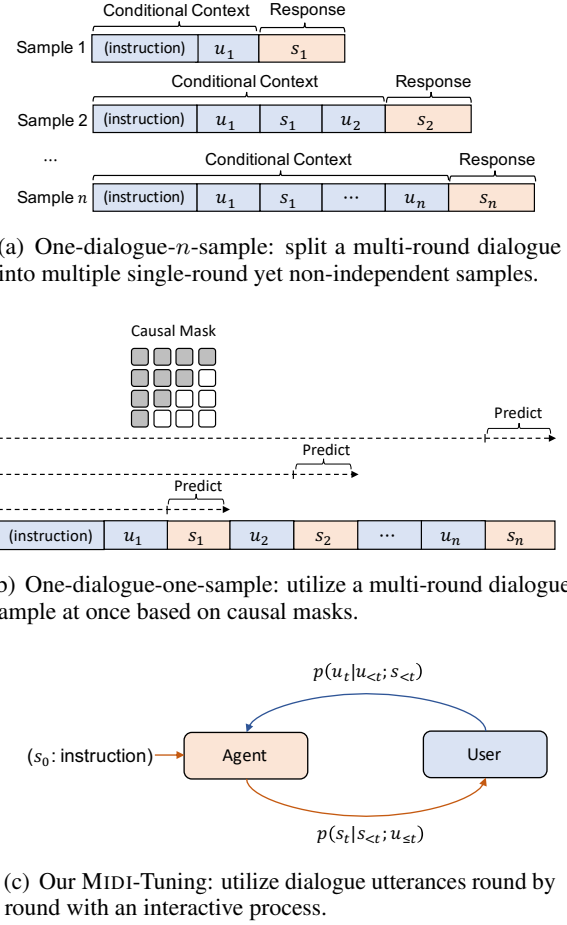 Conditional Context Response
Sample 1 (instruction) u₁ s₁
Conditional Context Response
Sample 2 (instruction) u₁ s₁ u₂ s₂
...
Conditional Context Response
Sample n (instruction) u₁ s₁ ... uₙ sₙ
(a) One-dialogue-n-sample: split a multi-round dialogue
into multiple single-round yet non-independent samples.
Causal Mask
Predict
Predict
Predict
(instruction) u₁ s₁ u₂ s₂ ... uₙ sₙ
b) One-dialogue-one-sample: utilize a multi-round dialogue
ample at once based on causal masks.
p(uₜ|u<ₜ; s<ₜ)
(s₀: instruction) Agent User
p(sₜ|s<ₜ; u≤ₜ)
(c) Our MIDI-Tuning: utilize dialogue utterances round by
round with an interactive process.